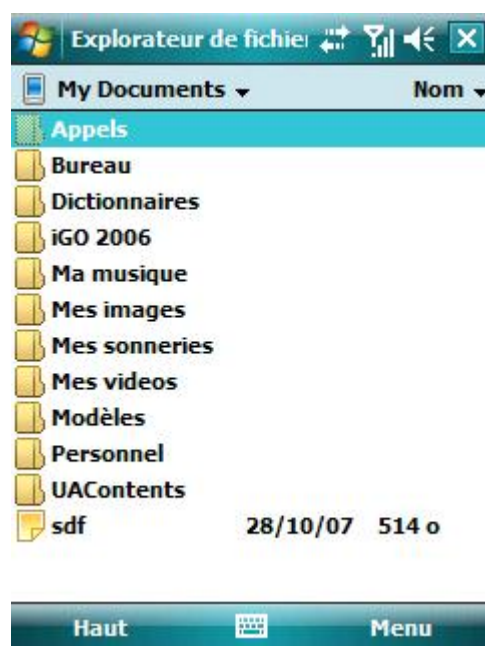 Explorateur de fichie
My Documents Nom
Appels
Bureau
Dictionnaires
iGO 2006
Ma musique
Mes images
Mes sonneries
Mes videos
Modèles
Personnel
UAContents
sdf 28/10/07 514 o
Haut Menu